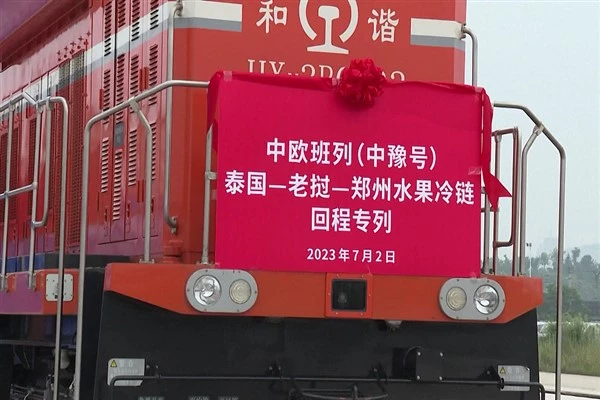 和 谐
中欧班列（中豫号）
泰国—老挝—郑州水果冷链
回程专列
2023年7月2日